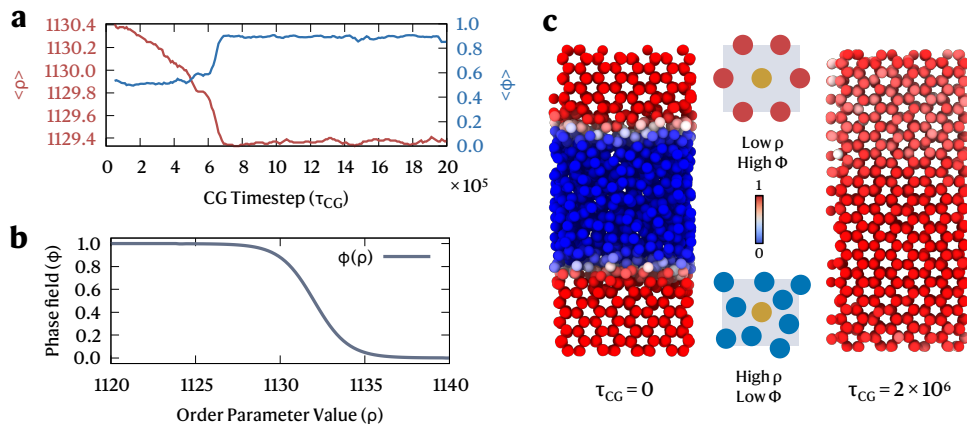 a
1130.4
1130.2
1130.0
1129.8
1129.6
1129.4
<ρ>
1.0
0.8
0.6
0.4
0.2
0.0
<ϕ>
0 2 4 6 8 10 12 14 16 18 20
× 10⁵
CG Timestep (τCG)
b
1.0
0.8
0.6
0.4
0.2
0.0
Phase field (ϕ)
ϕ(ρ)
1120 1125 1130 1135 1140
Order Parameter Value (ρ)
c
Low ρ
High Φ
1
0
High ρ
Low Φ
τCG = 0
τCG = 2 × 10⁶